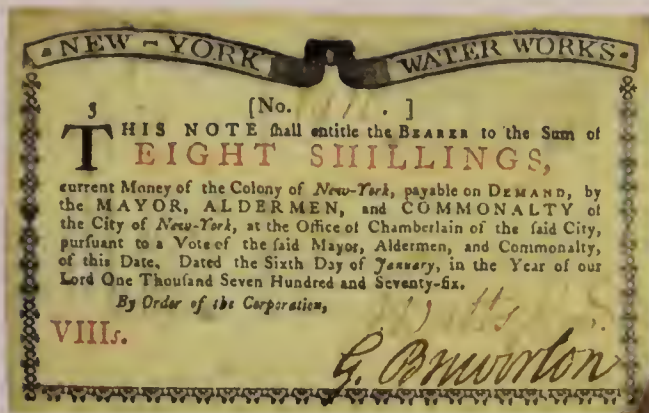 NEW-YORK WATER WORKS.
3
[No. . ]
THIS NOTE ſhall entitle the BEARER to the Sum of
EIGHT SHILLINGS,
current Money of the Colony of New-York, payable on DEMAND, by
the MAYOR, ALDERMEN, and COMMONALTY of
the City of New-York, at the Office of Chamberlain of the ſaid City,
purſuant to a Vote of the ſaid Mayor, Aldermen, and Commonalty,
of this Date. Dated the Sixth Day of January, in the Year of our
Lord One Thouſand Seven Hundred and Seventy-ſix.
By Order of the Corporation,
VIIIs.
G. Brewerton